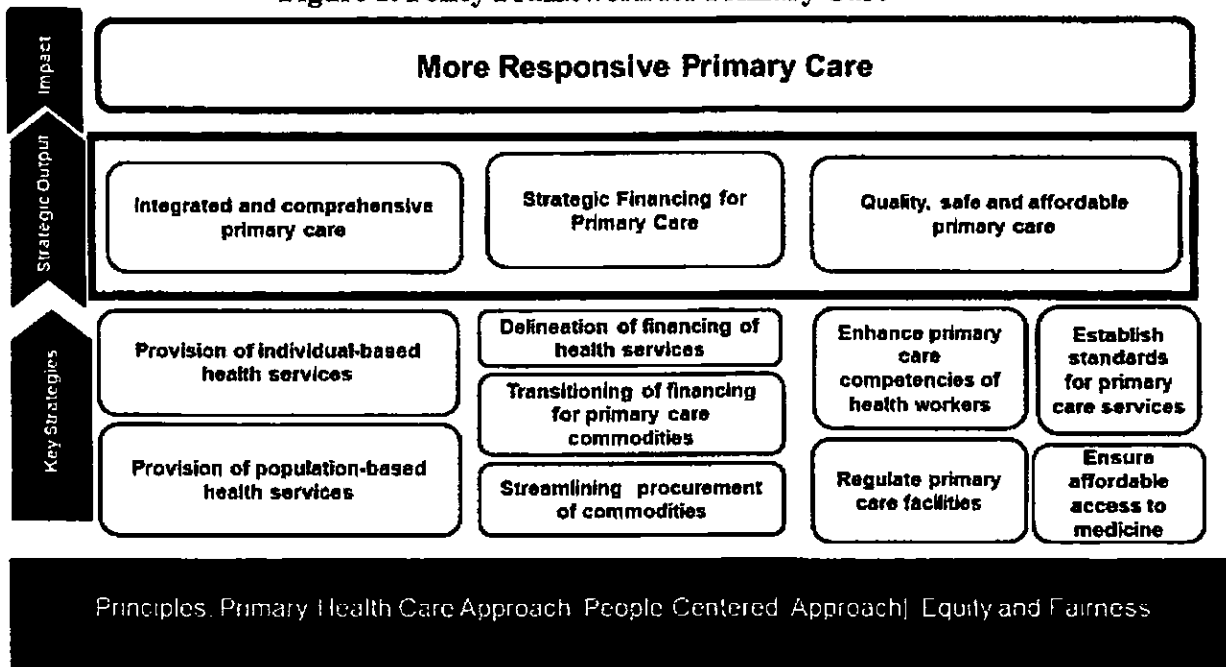 Impact
More Responsive Primary Care
Strategic Output
Integrated and comprehensive
primary care
Strategic Financing for
Primary Care
Quality, safe and affordable
primary care
Key Strategies
Provision of individual-based
health services
Provision of population-based
health services
Delineation of financing of
health services
Transitioning of financing
for primary care
commodities
Streamlining procurement
of commodities
Enhance primary
care
competencies of
health workers
Establish
standards
for primary
care services
Regulate primary
care facilities
Ensure
affordable
access to
medicine
Principles. Primary Health Care Approach People Centered Approach| Equity and Fairness